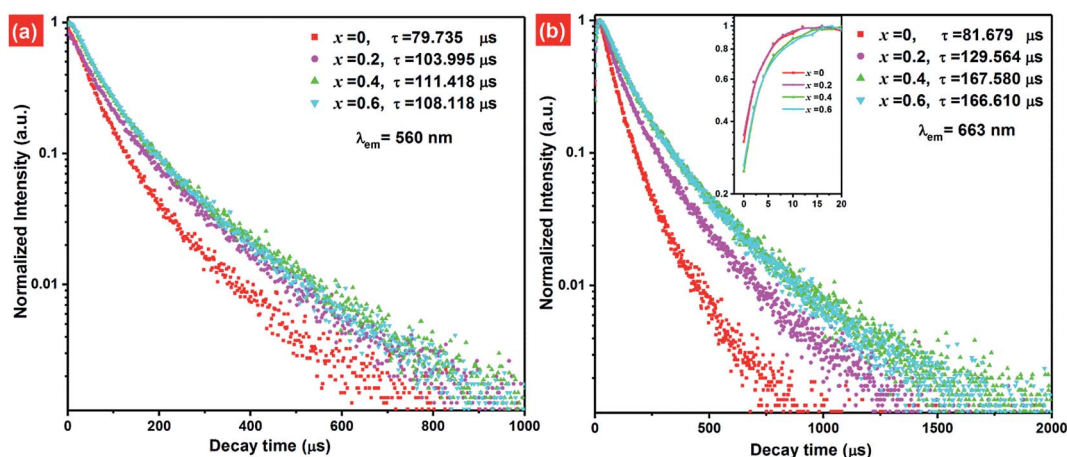 (a)
1
0.1
0.01
Normalized Intensity (a.u.)
x =0, τ =79.735 μs
x =0.2, τ =103.995 μs
x =0.4, τ =111.418 μs
x =0.6, τ =108.118 μs
λem= 560 nm
0 200 400 600 800 1000
Decay time (μs)
(b)
1
0.1
0.01
Normalized Intensity (a.u.)
1
0.8
0.6
0.4
0.2
x =0
x =0.2
x =0.4
x =0.6
0 5 10 15 20
x =0, τ =81.679 μs
x =0.2, τ =129.564 μs
x =0.4, τ =167.580 μs
x =0.6, τ =166.610 μs
λem= 663 nm
0 500 1000 1500 2000
Decay time (μs)